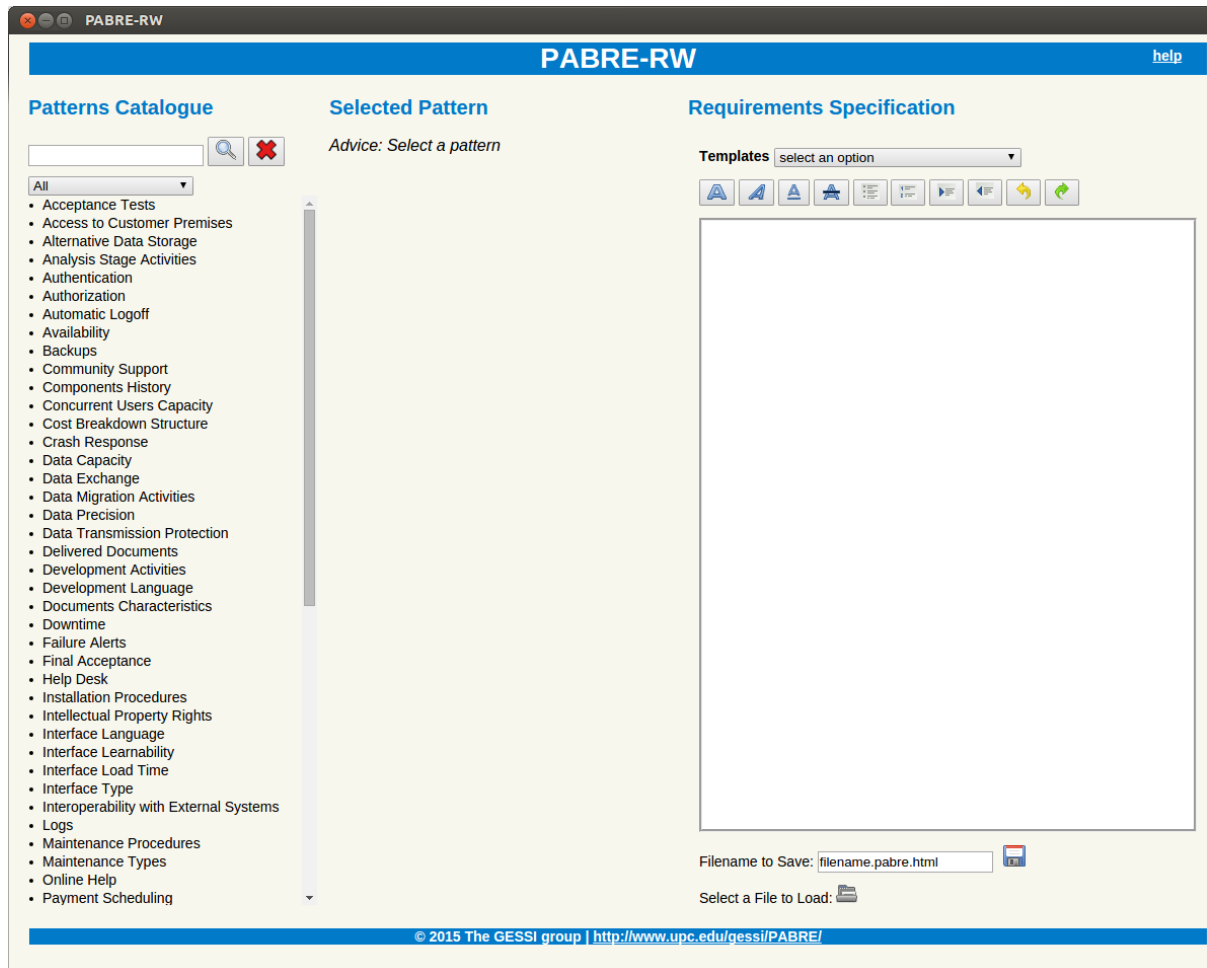 PABRE-RW
PABRE-RW
help
Patterns Catalogue
All
Acceptance Tests
Access to Customer Premises
Alternative Data Storage
Analysis Stage Activities
Authentication
Authorization
Automatic Logoff
Availability
Backups
Community Support
Components History
Concurrent Users Capacity
Cost Breakdown Structure
Crash Response
Data Capacity
Data Exchange
Data Migration Activities
Data Precision
Data Transmission Protection
Delivered Documents
Development Activities
Development Language
Documents Characteristics
Downtime
Failure Alerts
Final Acceptance
Help Desk
Installation Procedures
Intellectual Property Rights
Interface Language
Interface Learnability
Interface Load Time
Interface Type
Interoperability with External Systems
Logs
Maintenance Procedures
Maintenance Types
Online Help
Payment Scheduling
Selected Pattern
Advice: Select a pattern
Requirements Specification
Templates select an option
Filename to Save: filename.pabre.html
Select a File to Load:
© 2015 The GESSI group | http://www.upc.edu/gessi/PABRE/